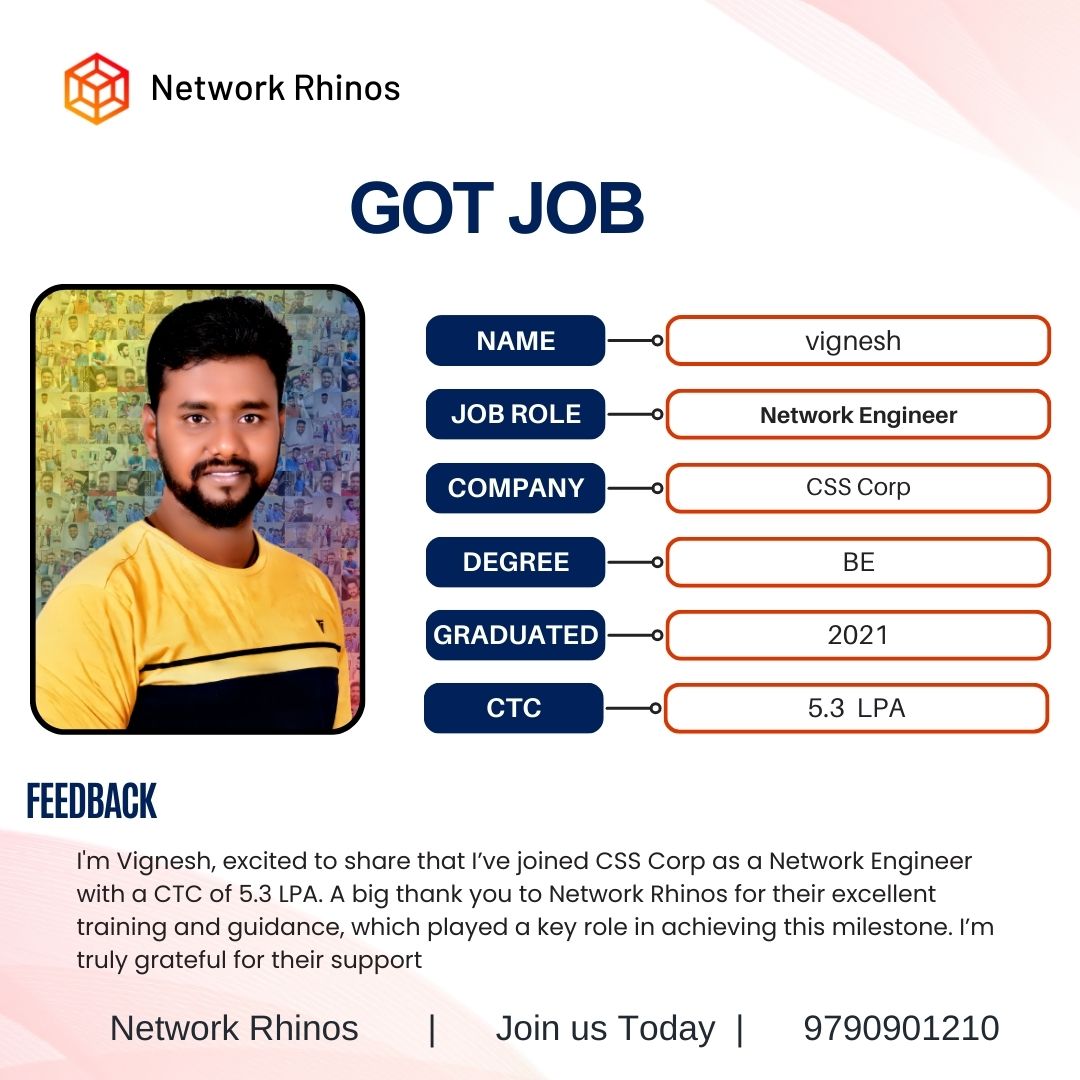 Network Rhinos
GOT JOB
NAME vignesh
JOB ROLE Network Engineer
COMPANY CSS Corp
DEGREE BE
GRADUATED 2021
CTC 5.3 LPA
FEEDBACK
I'm Vignesh, excited to share that I’ve joined CSS Corp as a Network Engineer
with a CTC of 5.3 LPA. A big thank you to Network Rhinos for their excellent
training and guidance, which played a key role in achieving this milestone. I’m
truly grateful for their support
Network Rhinos | Join us Today | 9790901210